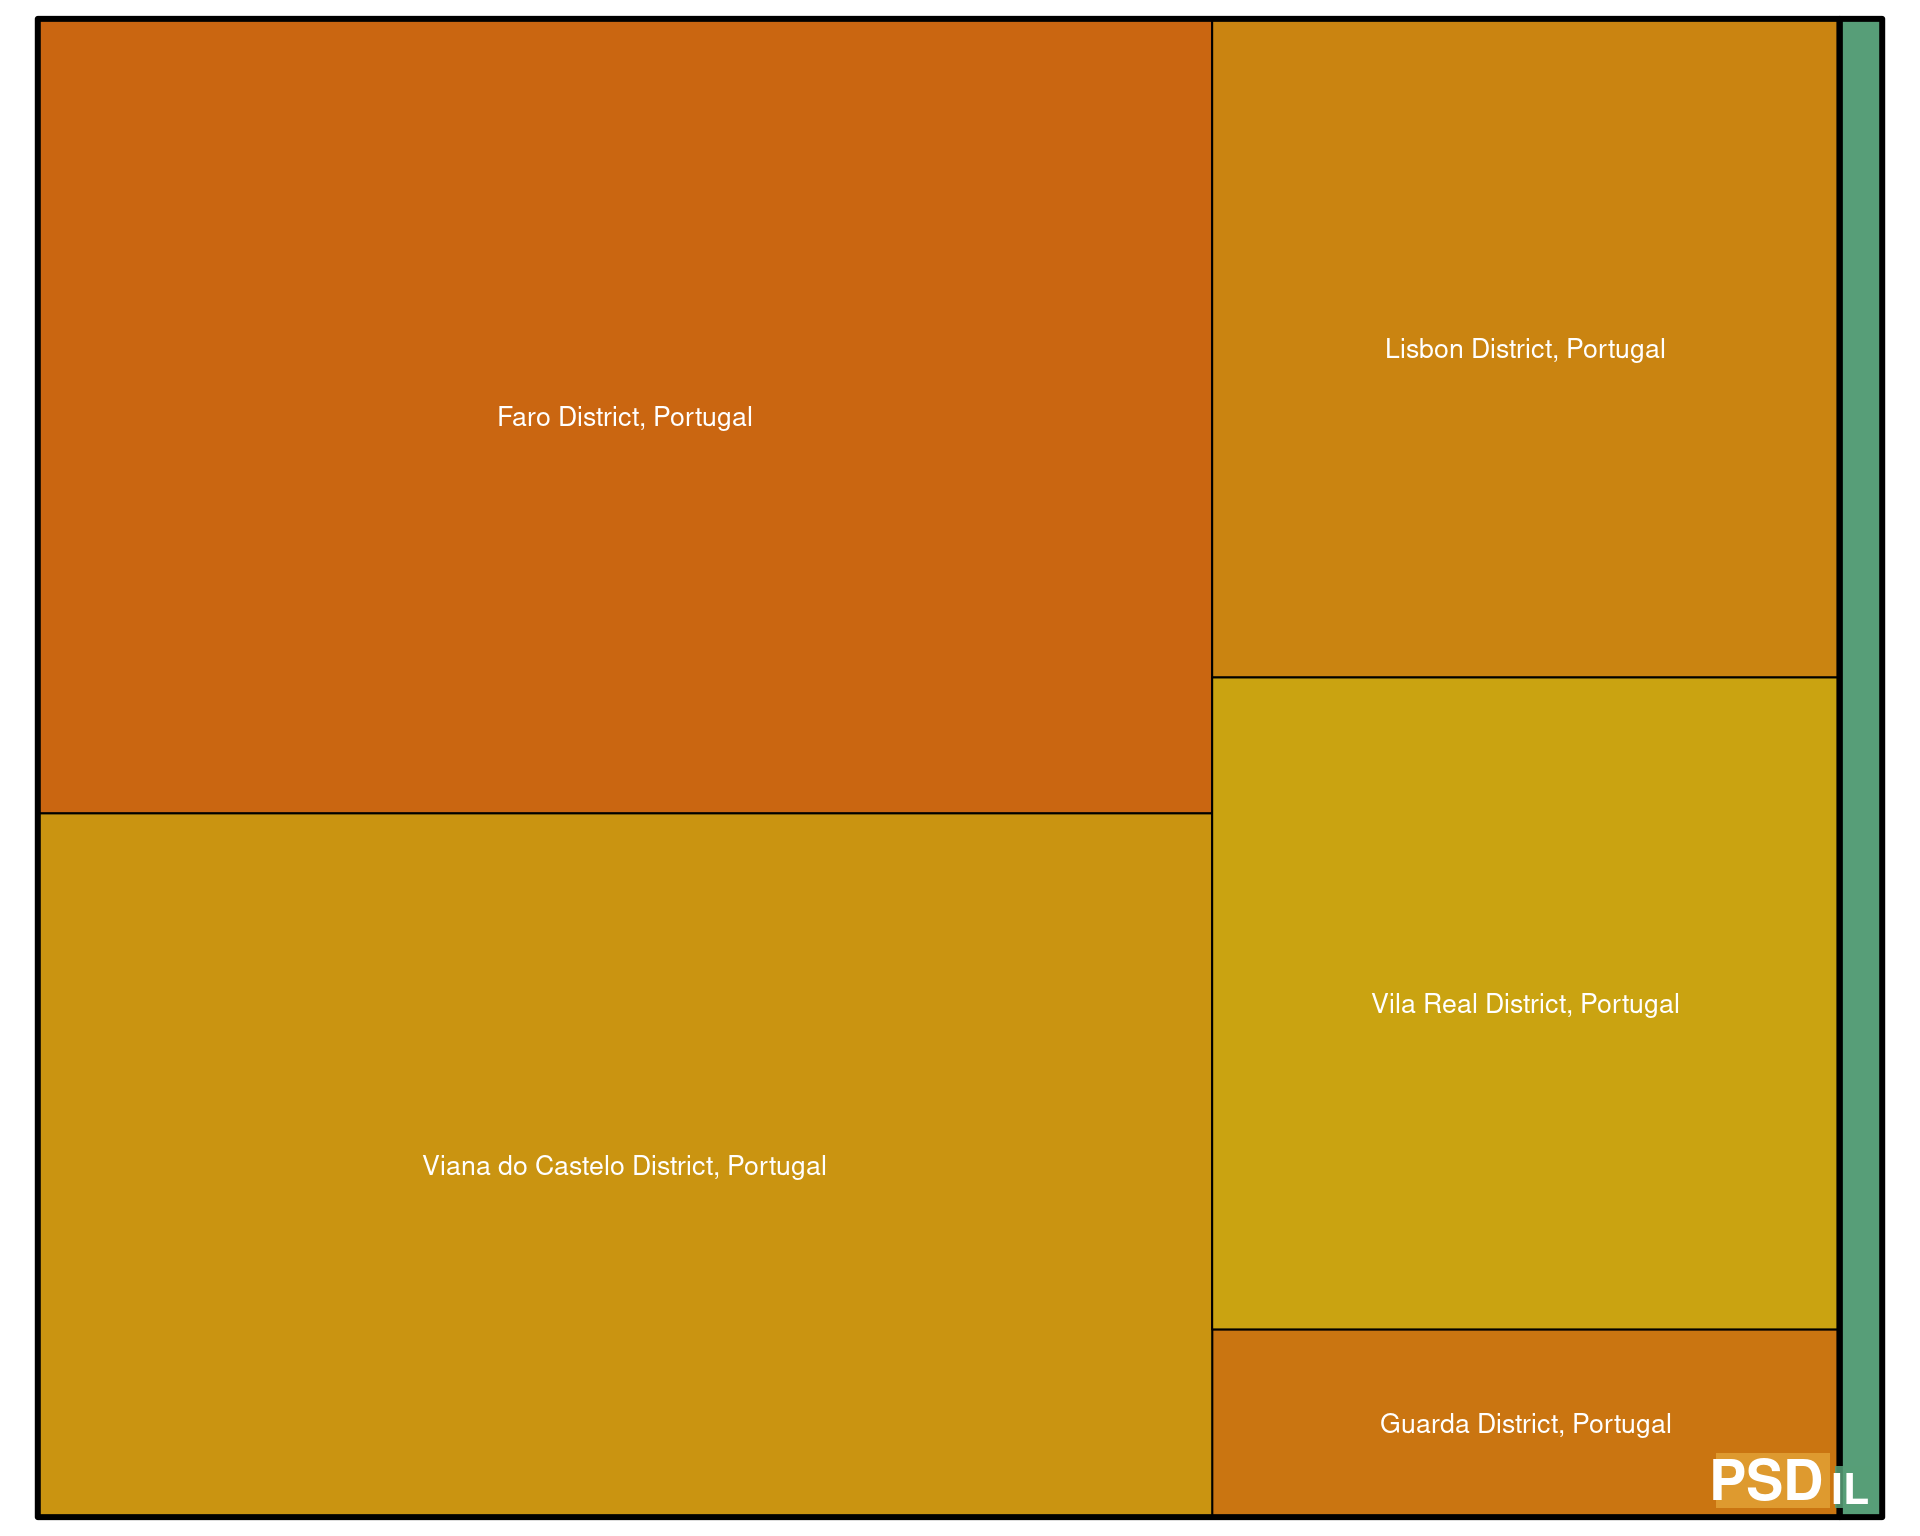 Faro District, Portugal
Lisbon District, Portugal
Viana do Castelo District, Portugal
Vila Real District, Portugal
Guarda District, Portugal
PSD
IL